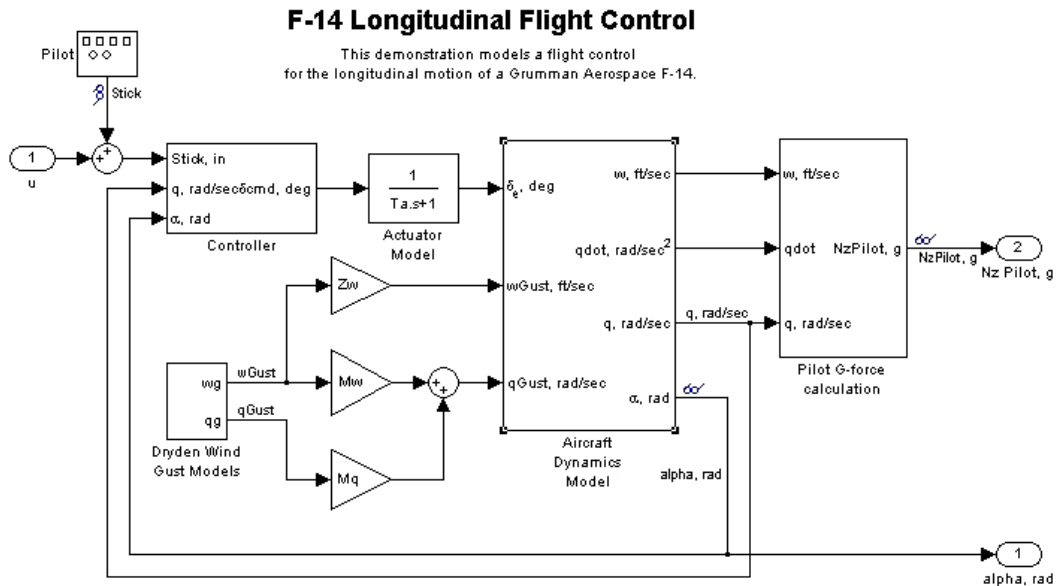 F-14 Longitudinal Flight Control
This demonstration models a flight control
for the longitudinal motion of a Grumman Aerospace F-14.
Pilot
Stick
1
u
++
Stick, in
q, rad/secδcmd, deg
α, rad
Controller
1
Ta.s+1
Actuator
Model
δe, deg
wGust, ft/sec
qGust, rad/sec
w, ft/sec
qdot, rad/sec2
q, rad/sec
α, rad
Aircraft
Dynamics
Model
q, rad/sec
alpha, rad
w, ft/sec
qdot
q, rad/sec
NzPilot, g
Pilot G-force
calculation
NzPilot, g
2
Nz Pilot, g
Zw
Mw
Mq
++
wg
qg
wGust
qGust
Dryden Wind
Gust Models
1
alpha, rad